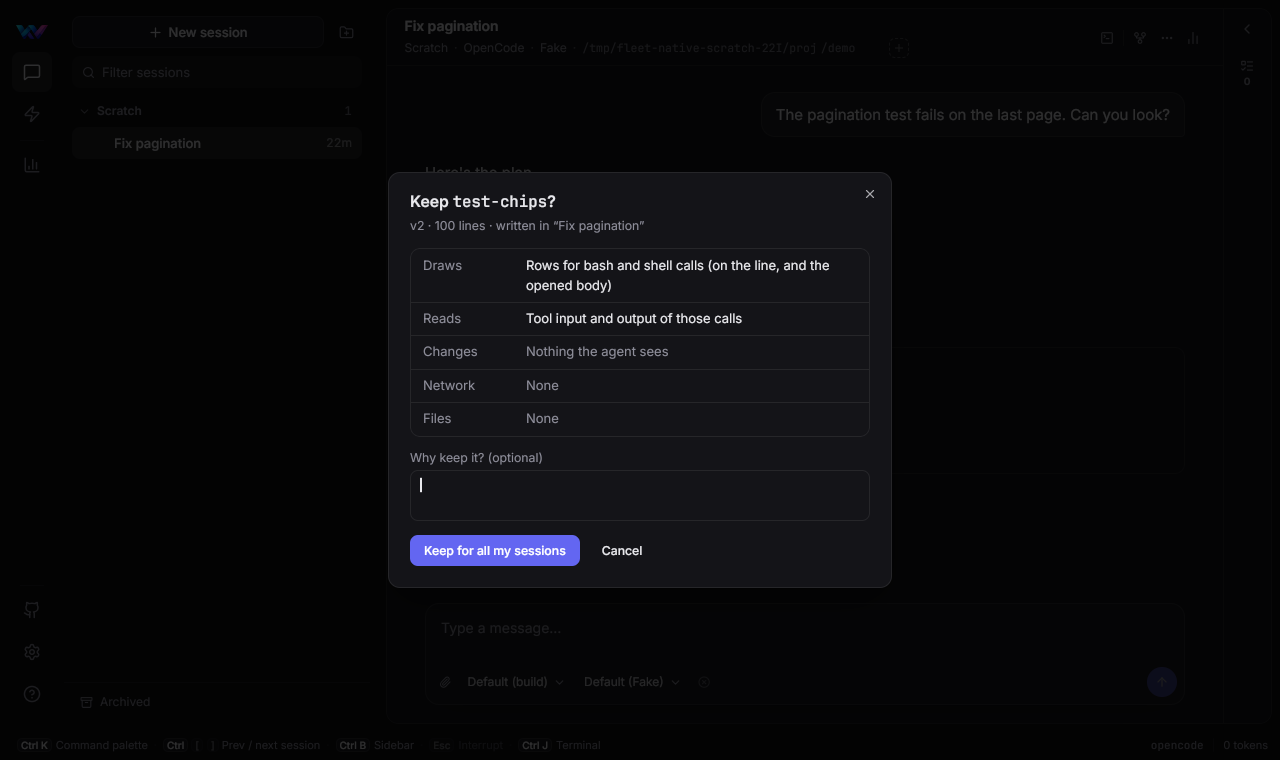 New session
Filter sessions
Scratch 1
Fix pagination 22m
Archived
Fix pagination
Scratch OpenCode · Fake · /tmp/fleet-native-scratch-22I/proj/demo
0
The pagination test fails on the last page. Can you look?
Here's the plan
Keep test-chips?
v2 · 100 lines · written in “Fix pagination”
Draws Rows for bash and shell calls (on the line, and the
opened body)
Reads Tool input and output of those calls
Changes Nothing the agent sees
Network None
Files None
Why keep it? (optional)
Keep for all my sessions Cancel
Type a message...
Default (build) Default (Fake)
Ctrl K Command palette Ctrl [ ] Prev / next session Ctrl B Sidebar Esc Interrupt Ctrl J Terminal opencode 0 tokens